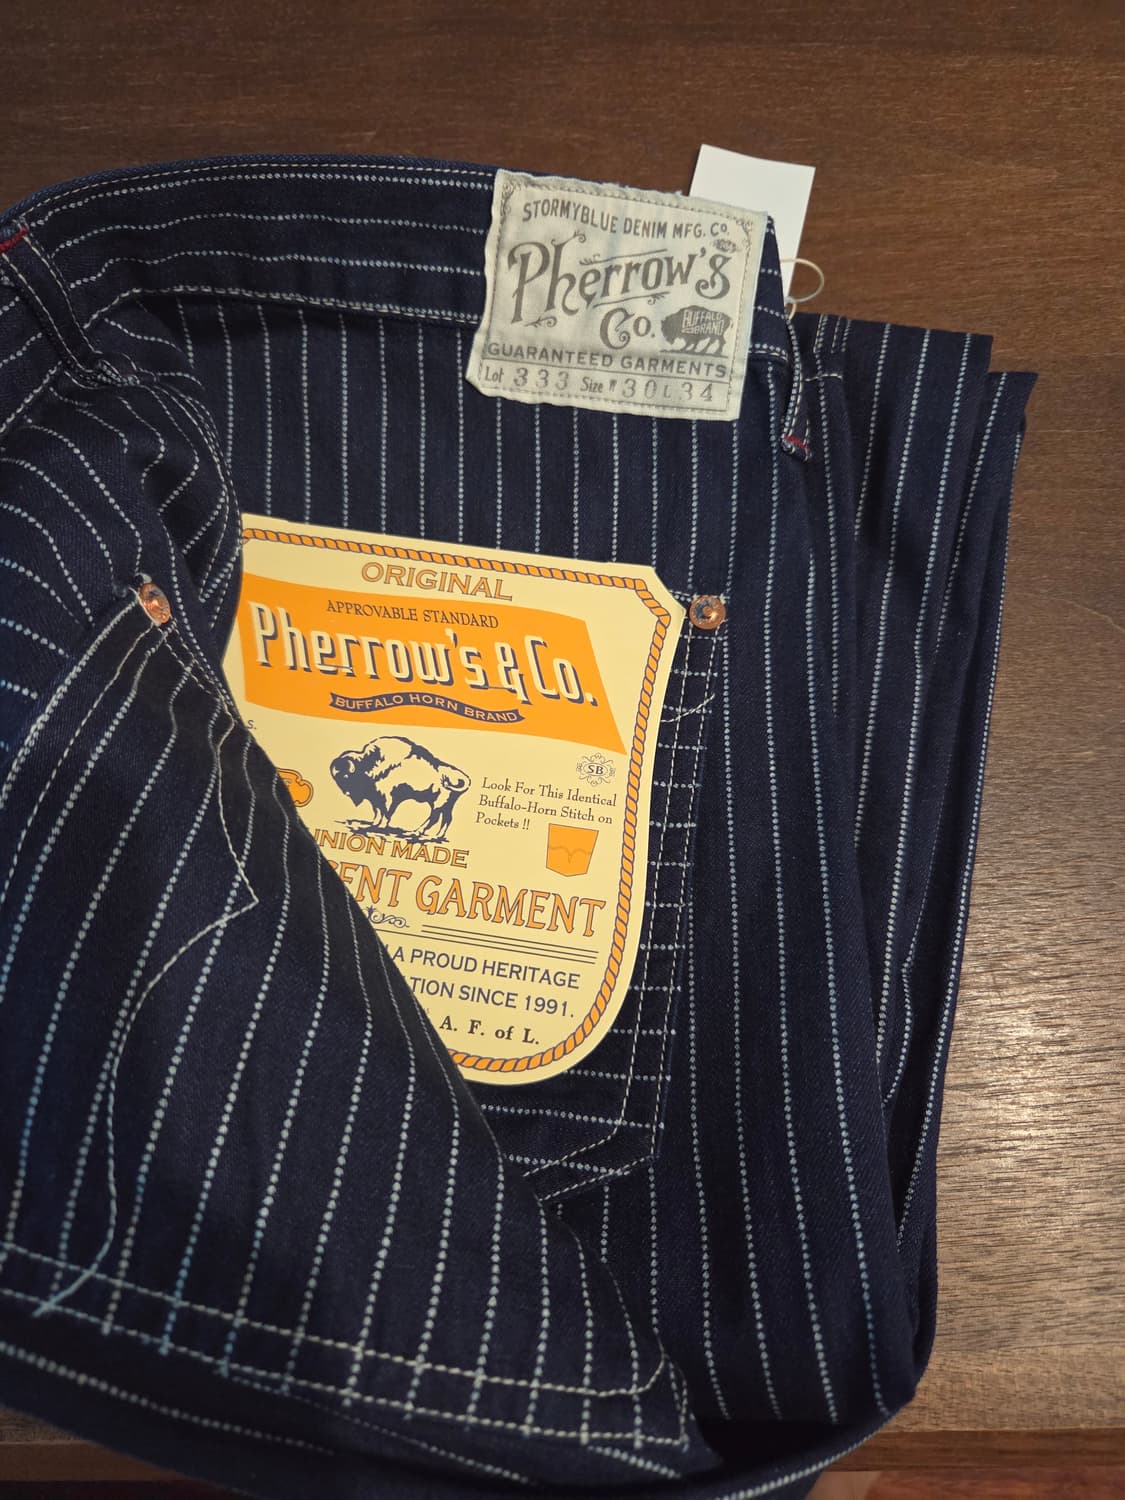 STORMYBLUE DENIM MFG. Co.
Pherrow's
Co.
BUFFALO
BRAND
GUARANTEED GARMENTS
Lot 333 Size W 30 L 34
ORIGINAL
APPROVABLE STANDARD
Pherrow's & Co.
BUFFALO HORN BRAND
S.
SB
Look For This Identical
Buffalo-Horn Stitch on
Pockets !!
UNION MADE
ENT GARMENT
A PROUD HERITAGE
TION SINCE 1991.
A. F. of L.